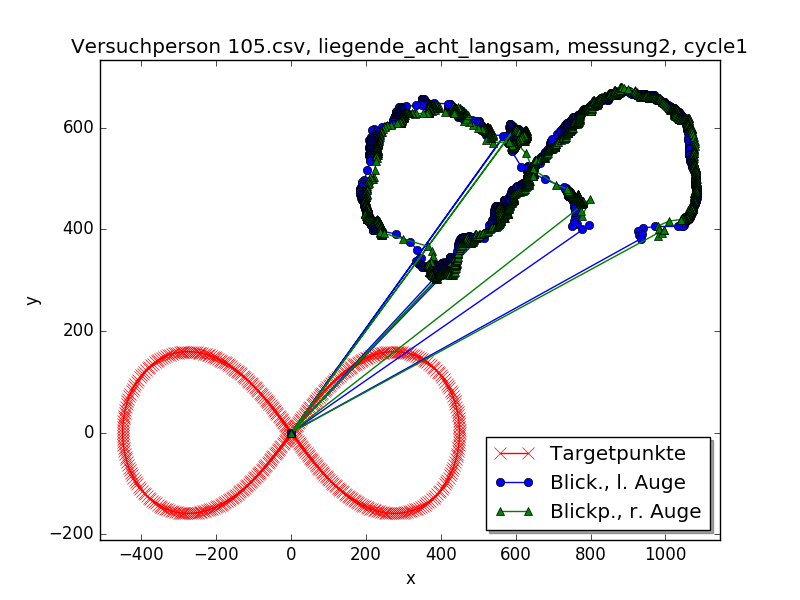 Versuchperson 105.csv, liegende_acht_langsam, messung2, cycle1
600
400
200
0
−200
y
−400
−200
0
200
400
600
800
1000
x
Targetpunkte
Blick., l. Auge
Blickp., r. Auge